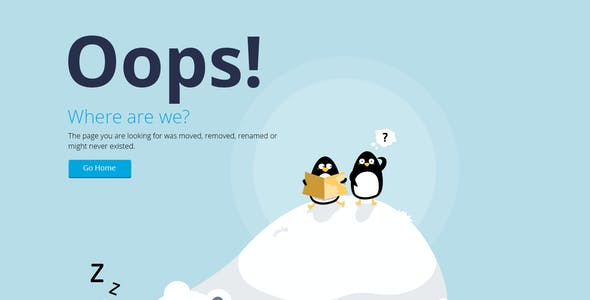 Oops!
Where are we?
The page you are looking for was moved, removed, renamed or
might never existed.
Go Home
?
Z
Z